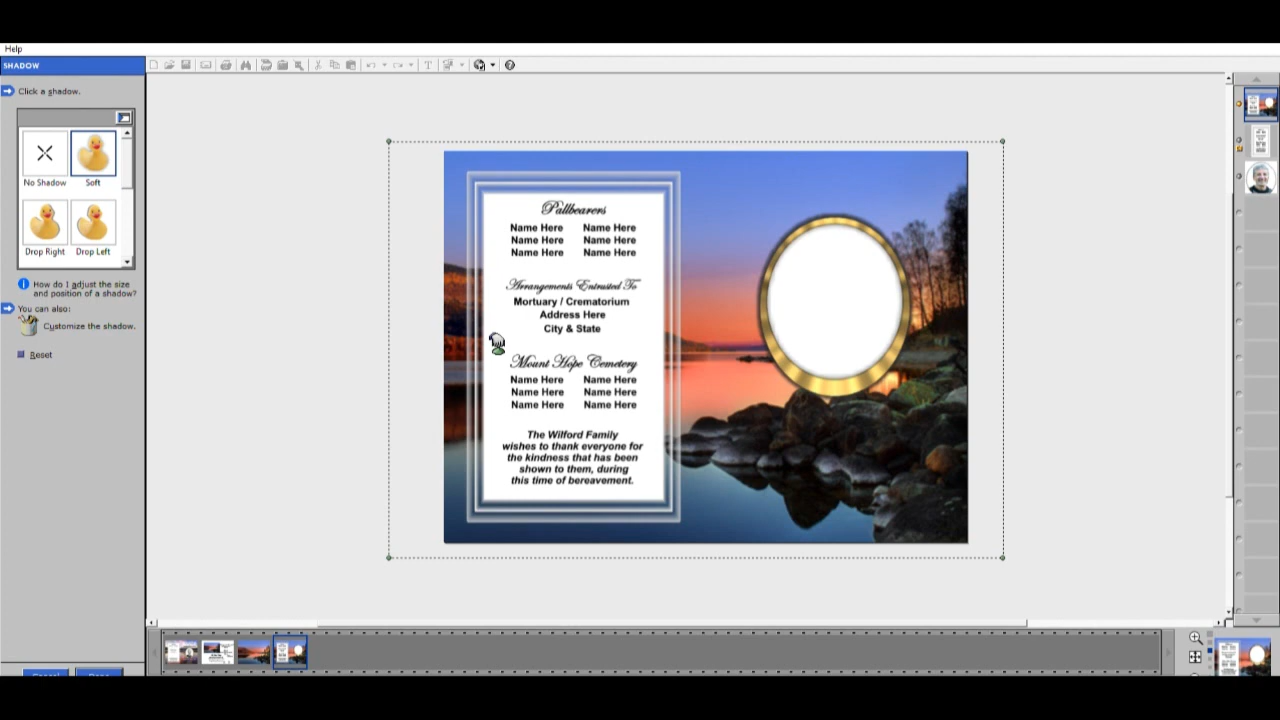 Help
SHADOW
Click a shadow.
No Shadow
Soft
Drop Right
Drop Left
How do I adjust the size
and position of a shadow?
You can also:
Customize the shadow.
Reset
Pallbearers
Name Here Name Here
Name Here Name Here
Name Here Name Here
Arrangements Entrusted To
Mortuary / Crematorium
Address Here
City & State
Mount Hope Cemetery
Name Here Name Here
Name Here Name Here
Name Here Name Here
The Wilford Family
wishes to thank everyone for
the kindness that has been
shown to them, during
this time of bereavement.